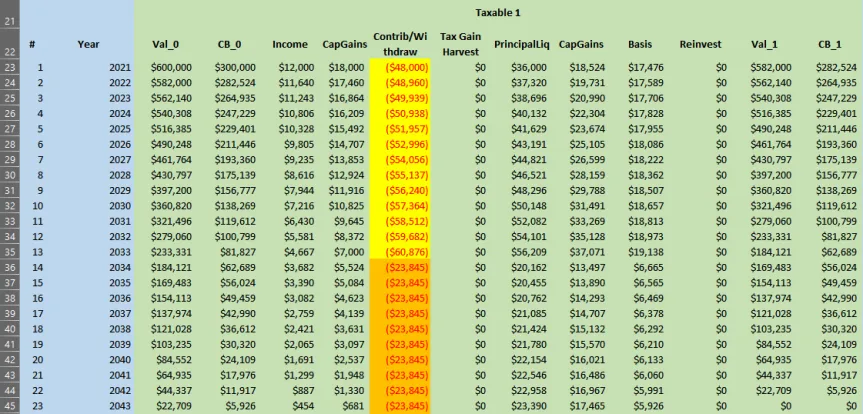 21 Taxable 1
22 # Year Val_0 CB_0 Income CapGains Contrib/Wi thdraw Tax Gain Harvest PrincipalLiq CapGains Basis Reinvest Val_1 CB_1
23 1 2021 $600,000 $300,000 $12,000 $18,000 ($48,000) $0 $36,000 $18,524 $17,476 $0 $582,000 $282,524
24 2 2022 $582,000 $282,524 $11,640 $17,460 ($48,960) $0 $37,320 $19,731 $17,589 $0 $562,140 $264,935
25 3 2023 $562,140 $264,935 $11,243 $16,864 ($49,939) $0 $38,696 $20,990 $17,706 $0 $540,308 $247,229
26 4 2024 $540,308 $247,229 $10,806 $16,209 ($50,938) $0 $40,132 $22,304 $17,828 $0 $516,385 $229,401
27 5 2025 $516,385 $229,401 $10,328 $15,492 ($51,957) $0 $41,629 $23,674 $17,955 $0 $490,248 $211,446
28 6 2026 $490,248 $211,446 $9,805 $14,707 ($52,996) $0 $43,191 $25,105 $18,086 $0 $461,764 $193,360
29 7 2027 $461,764 $193,360 $9,235 $13,853 ($54,056) $0 $44,821 $26,599 $18,222 $0 $430,797 $175,139
30 8 2028 $430,797 $175,139 $8,616 $12,924 ($55,137) $0 $46,521 $28,159 $18,362 $0 $397,200 $156,777
31 9 2029 $397,200 $156,777 $7,944 $11,916 ($56,240) $0 $48,296 $29,788 $18,507 $0 $360,820 $138,269
32 10 2030 $360,820 $138,269 $7,216 $10,825 ($57,364) $0 $50,148 $31,491 $18,657 $0 $321,496 $119,612
33 11 2031 $321,496 $119,612 $6,430 $9,645 ($58,512) $0 $52,082 $33,269 $18,813 $0 $279,060 $100,799
34 12 2032 $279,060 $100,799 $5,581 $8,372 ($59,682) $0 $54,101 $35,128 $18,973 $0 $233,331 $81,827
35 13 2033 $233,331 $81,827 $4,667 $7,000 ($60,876) $0 $56,209 $37,071 $19,138 $0 $184,121 $62,689
36 14 2034 $184,121 $62,689 $3,682 $5,524 ($23,845) $0 $20,162 $13,497 $6,665 $0 $169,483 $56,024
37 15 2035 $169,483 $56,024 $3,390 $5,084 ($23,845) $0 $20,455 $13,890 $6,565 $0 $154,113 $49,459
38 16 2036 $154,113 $49,459 $3,082 $4,623 ($23,845) $0 $20,762 $14,293 $6,469 $0 $137,974 $42,990
39 17 2037 $137,974 $42,990 $2,759 $4,139 ($23,845) $0 $21,085 $14,707 $6,378 $0 $121,028 $36,612
40 18 2038 $121,028 $36,612 $2,421 $3,631 ($23,845) $0 $21,424 $15,132 $6,292 $0 $103,235 $30,320
41 19 2039 $103,235 $30,320 $2,065 $3,097 ($23,845) $0 $21,780 $15,570 $6,210 $0 $84,552 $24,109
42 20 2040 $84,552 $24,109 $1,691 $2,537 ($23,845) $0 $22,154 $16,021 $6,133 $0 $64,935 $17,976
43 21 2041 $64,935 $17,976 $1,299 $1,948 ($23,845) $0 $22,546 $16,486 $6,060 $0 $44,337 $11,917
44 22 2042 $44,337 $11,917 $887 $1,330 ($23,845) $0 $22,958 $16,967 $5,991 $0 $22,709 $5,926
45 23 2043 $22,709 $5,926 $454 $681 ($23,845) $0 $23,390 $17,465 $5,926 $0 $0 $0